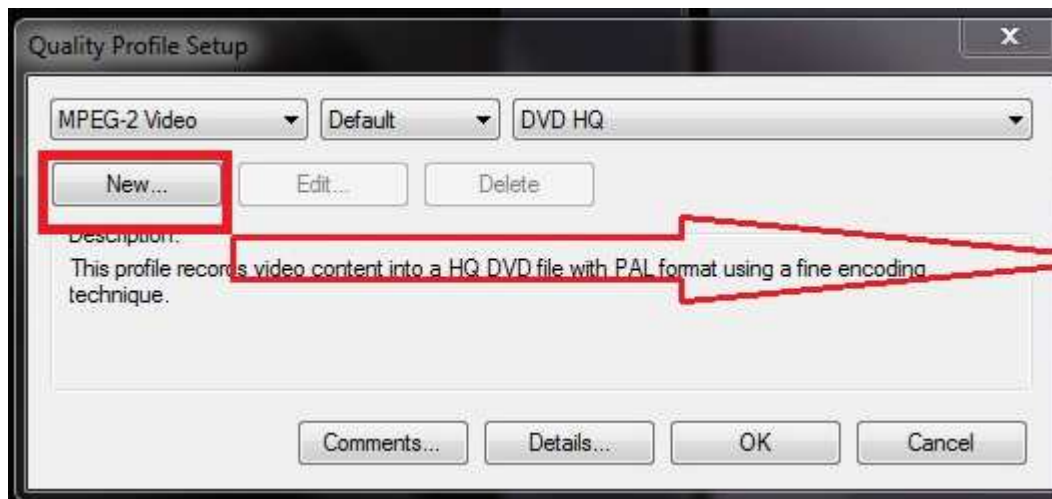 Quality Profile Setup
x
MPEG-2 Video Default DVD HQ
New... Edit... Delete
Description:
This profile records video content into a HQ DVD file with PAL format using a fine encoding
technique.
Comments... Details... OK Cancel